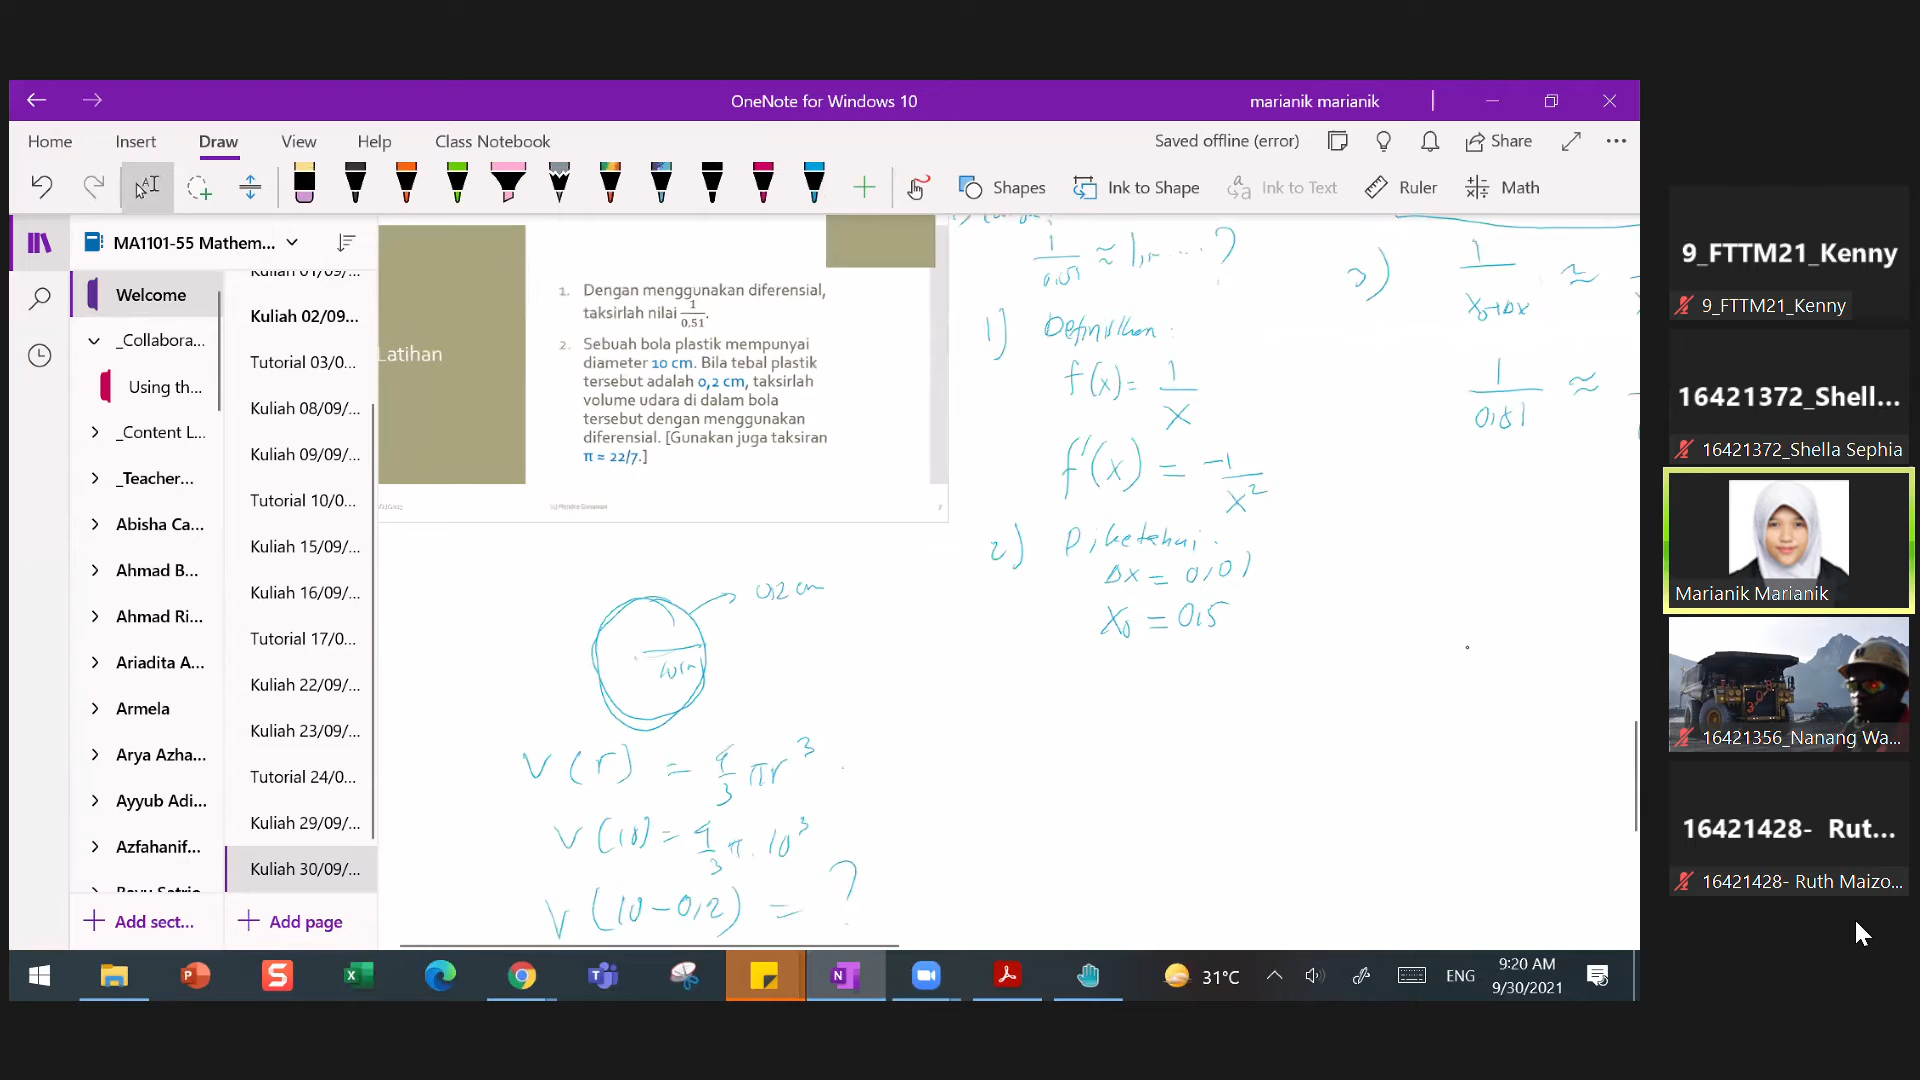 OneNote for Windows 10
marianik marianik
Home
Insert
Draw
View
Help
Class Notebook
Saved offline (error)
Share
Shapes
Ink to Shape
Ink to Text
Ruler
Math
MA1101-55 Mathem...
Welcome
_Collabora...
Using th...
_Content L...
_Teacher...
Abisha Ca...
Ahmad B...
Ahmad Ri...
Ariadita A...
Armela
Arya Azha...
Ayyub Adi...
Azfahanif...
Add sect...
Kuliah 01/09/...
Kuliah 02/09...
Tutorial 03/0...
Kuliah 08/09/...
Kuliah 09/09/...
Tutorial 10/0...
Kuliah 15/09/...
Kuliah 16/09/...
Tutorial 17/0...
Kuliah 22/09/...
Kuliah 23/09/...
Tutorial 24/0...
Kuliah 29/09/...
Kuliah 30/09/...
Add page
Latihan
1. Dengan menggunakan diferensial,
taksirlah nilai 1/0,51.
2. Sebuah bola plastik mempunyai
diameter 10 cm. Bila tebal plastik
tersebut adalah 0,2 cm, taksirlah
volume udara di dalam bola
tersebut dengan menggunakan
diferensial. [Gunakan juga taksiran
π ≈ 22/7.]
0,2 cm
10 cm
V(r) = 4/3 πr³
V(10) = 4/3 π. 10³
V(10-0,2) = ?
1/0,51 ≈ 1,... ?
1) Definisikan:
f(x) = 1/x
f'(x) = -1/x²
2) Diketahui.
Δx = 0,01
x₀ = 0,5
3) 1/x₀+Δx ≈
1/0,51 ≈
31°C
ENG
9:20 AM
9/30/2021
9_FTTM21_Kenny
9_FTTM21_Kenny
16421372_Shell...
16421372_Shella Sephia
Marianik Marianik
16421356_Nanang Wa...
16421428- Rut...
16421428- Ruth Maizo...